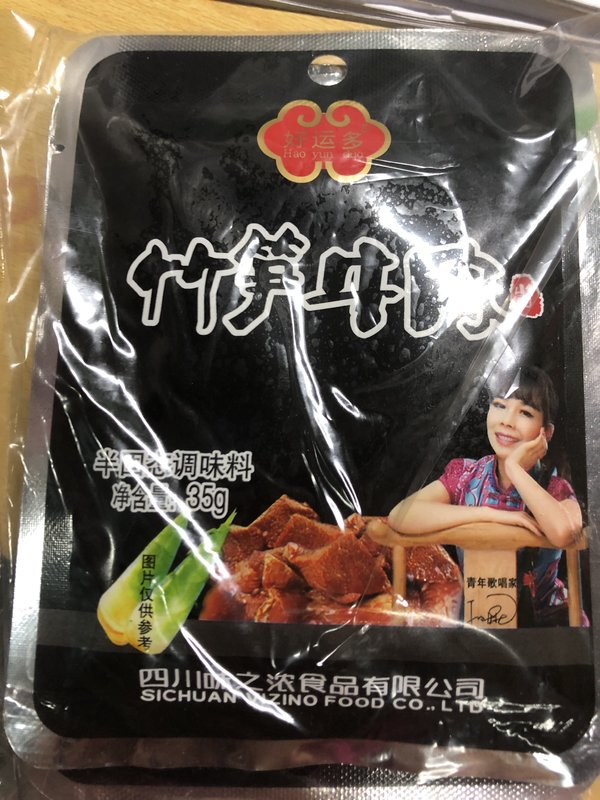 好运多
Hao yun duo
竹笋牛肉
半固态调味料
净含量: 35g
图片仅供参考
青年歌唱家
四川味之浓食品有限公司
SICHUAN ZINO FOOD CO., LTD